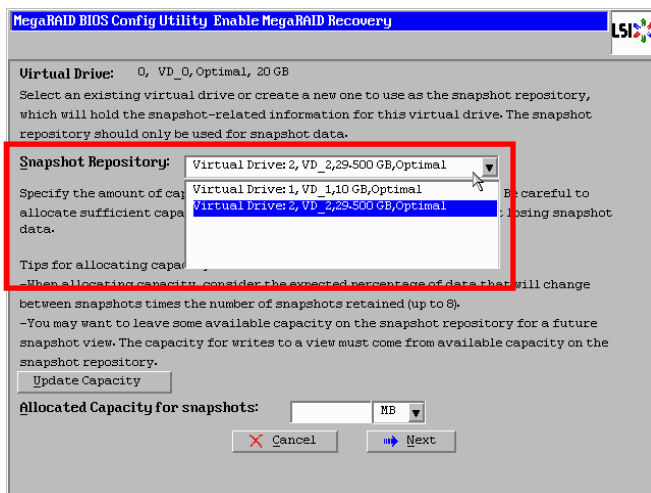 MegaRAID BIOS Config Utility Enable MegaRAID Recovery
LSI
Virtual Drive: 0, VD_0, Optimal, 20 GB
Select an existing virtual drive or create a new one to use as the snapshot repository,
which will hold the snapshot-related information for this virtual drive. The snapshot
repository should only be used for snapshot data.
Snapshot Repository: Virtual Drive: 2, VD_2,29.500 GB,Optimal
Virtual Drive: 1, VD_1,10 GB,Optimal
Virtual Drive: 2, VD_2,29.500 GB,Optimal
Specify the amount of Be careful to
allocate sufficient losing snapshot
data.
Tips for allocating
-When allocating capacity, consider the expected percentage of data that will change
between snapshots times the number of snapshots retained (up to 8).
-You may want to leave some available capacity on the snapshot repository for a future
snapshot view. The capacity for writes to a view must come from available capacity on the
snapshot repository.
Update Capacity
Allocated Capacity for snapshots: MB
Cancel Next